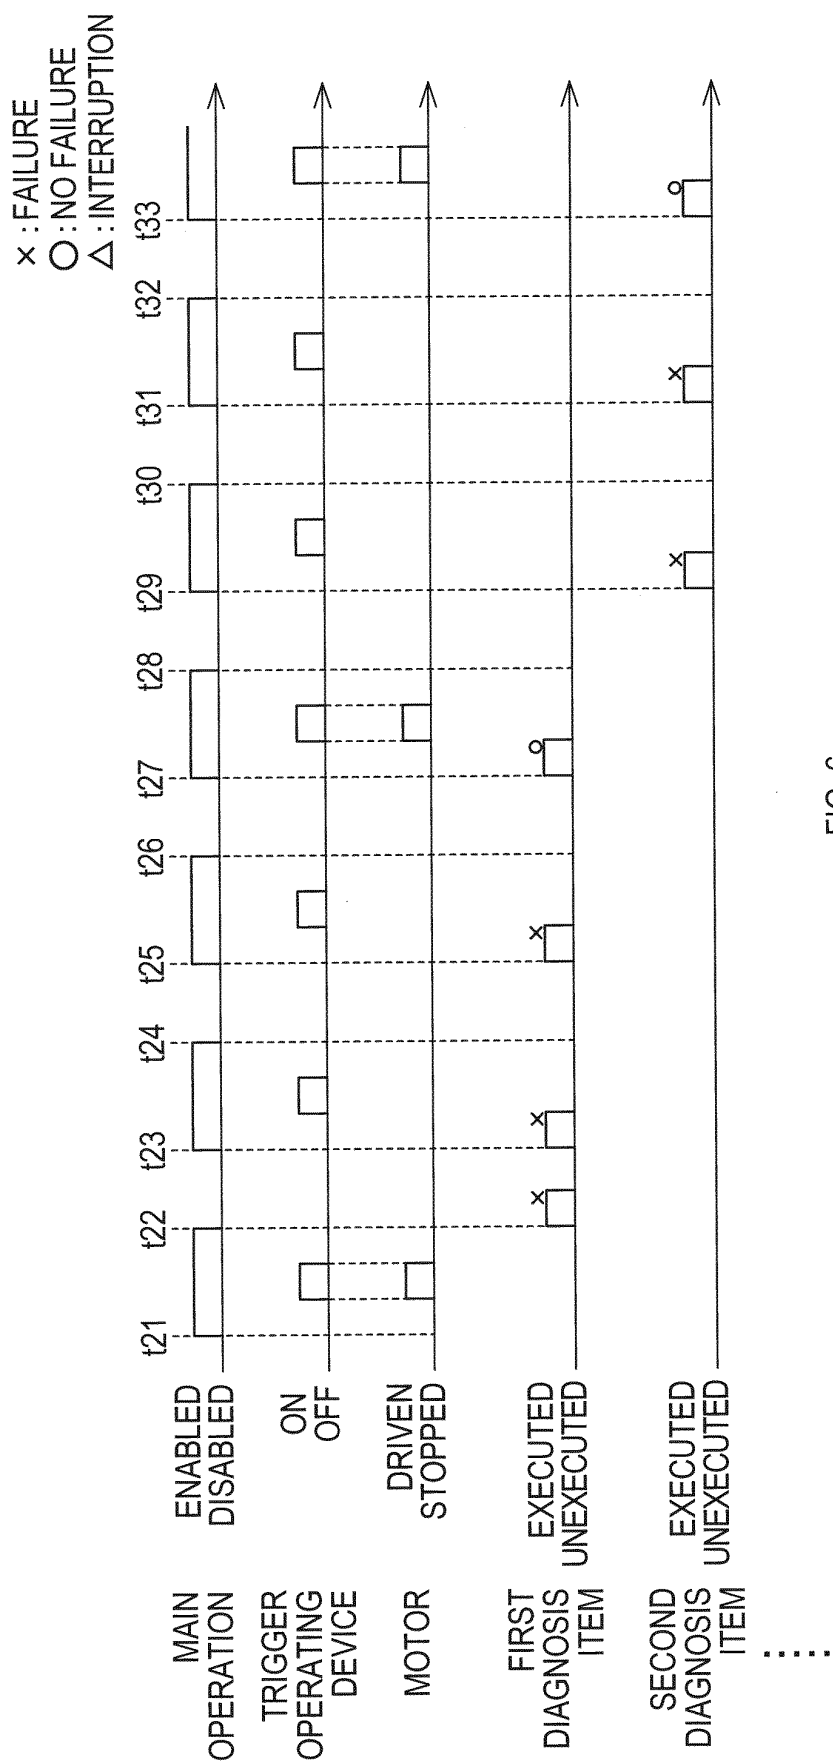 × : FAILURE
○ : NO FAILURE
△ : INTERRUPTION
t21 t22 t23 t24 t25 t26 t27 t28 t29 t30 t31 t32 t33
MAIN
OPERATION
ENABLED
DISABLED
TRIGGER
OPERATING
DEVICE
ON
OFF
MOTOR
DRIVEN
STOPPED
FIRST
DIAGNOSIS
ITEM
EXECUTED
UNEXECUTED
× × × ○
SECOND
DIAGNOSIS
ITEM
EXECUTED
UNEXECUTED
× × ○